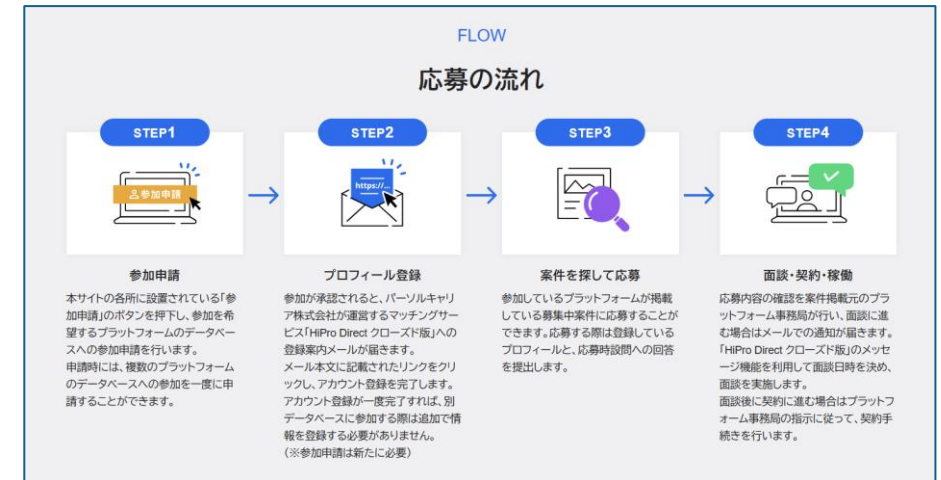 FLOW
応募の流れ
STEP1
参加申請
参加申請
本サイトの各所に設置されている「参
加申請」のボタンを押下し、参加を希
望するプラットフォームのデータベー
スへの参加申請を行います。
申請時には、複数のプラットフォーム
のデータベースへの参加を一度に申
請することができます。
STEP2
https://...
プロフィール登録
参加が承認されると、パーソルキャリ
ア株式会社が運営するマッチングサー
ビス「HiPro Direct クローズド版」への
登録案内メールが届きます。
メール本文に記載されたリンクをクリ
ックし、アカウント登録を完了します。
アカウント登録が一度完了すれば、別
データベースに参加する際は追加で情
報を登録する必要がありません。
（※参加申請は新たに必要）
STEP3
案件を探して応募
参加しているプラットフォームが掲載
している募集中案件に応募することが
できます。応募する際は登録している
プロフィールと、応募時設問への回答
を提出します。
STEP4
面談・契約・稼働
応募内容の確認を案件掲載元のプラ
ットフォーム事務局が行い、面談に進
む場合はメールでの通知が届きます。
「HiPro Direct クローズド版」のメッセ
ージ機能を利用して面談日時を決め、
面談を実施します。
面談後に契約に進む場合はプラットフ
ォーム事務局の指示に従って、契約手
続きを行います。